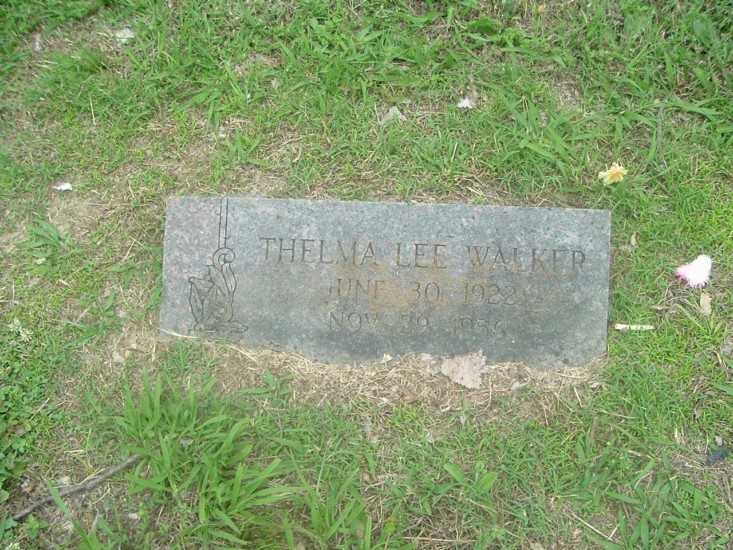 THELMA LEE WALKER
JUNE 30 1922
NOV. 29 1956